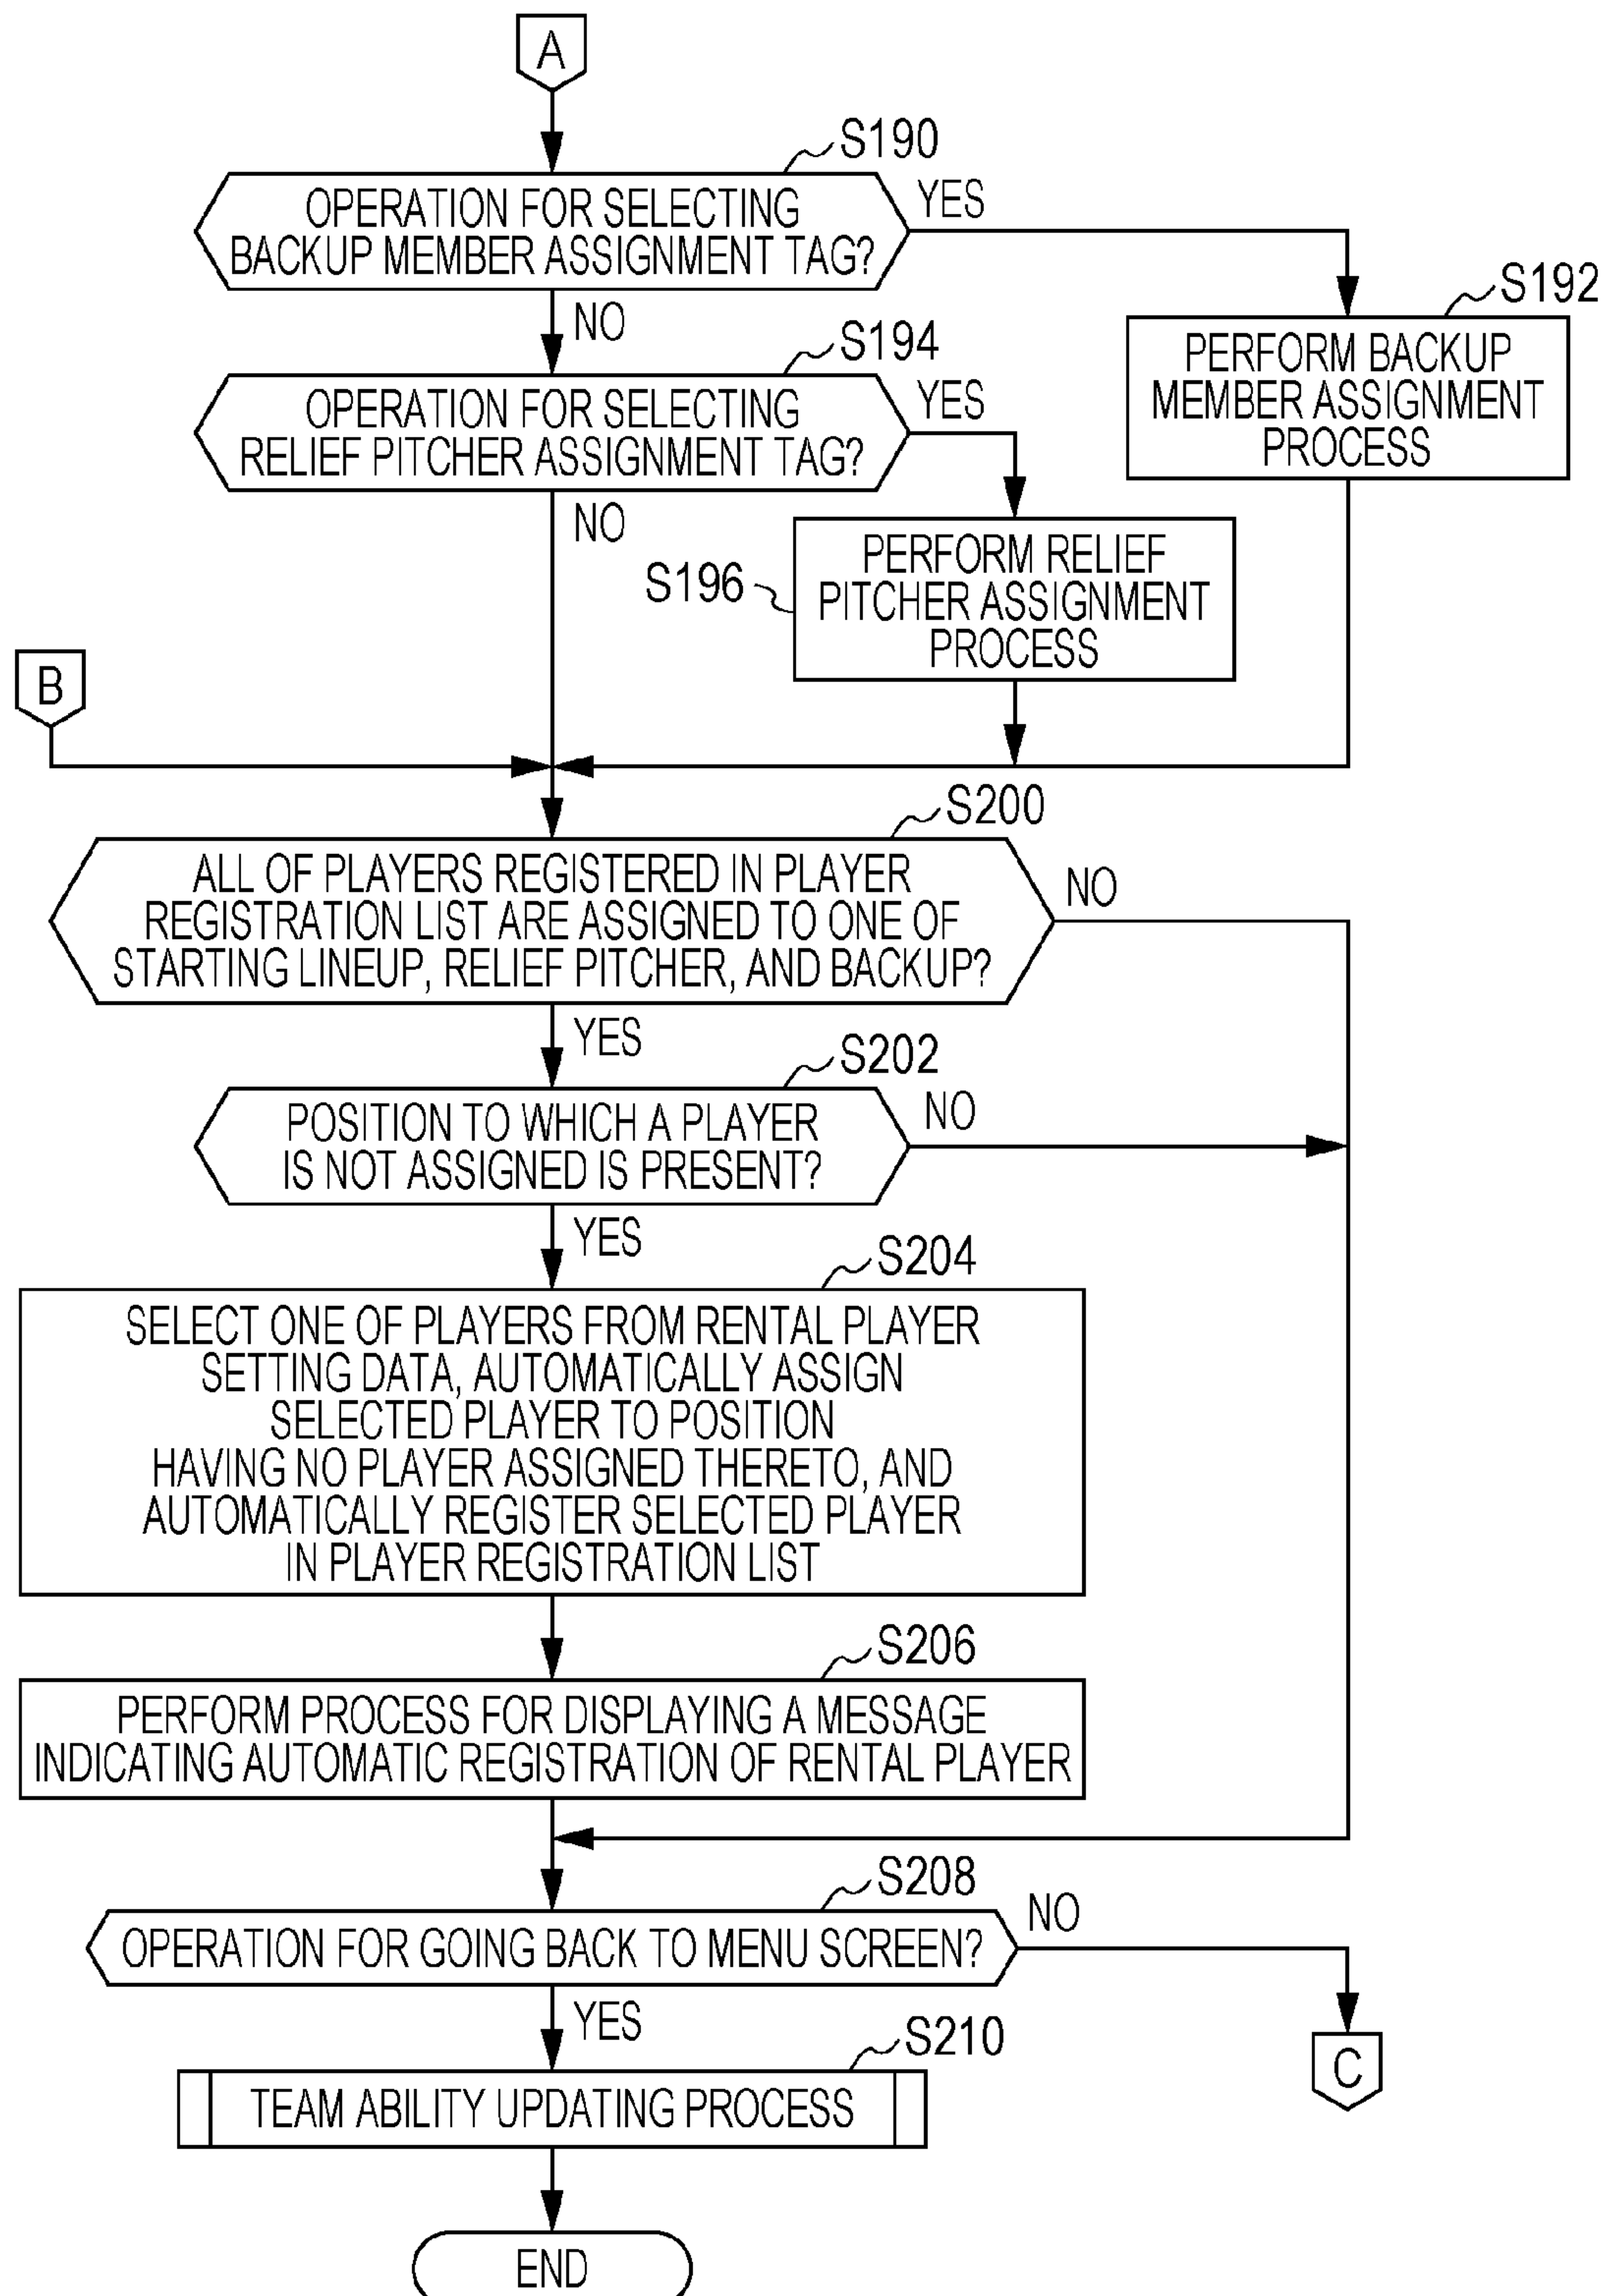 A
S190
OPERATION FOR SELECTING
BACKUP MEMBER ASSIGNMENT TAG?
YES
NO
S192
PERFORM BACKUP
MEMBER ASSIGNMENT
PROCESS
S194
OPERATION FOR SELECTING
RELIEF PITCHER ASSIGNMENT TAG?
YES
NO
S196
PERFORM RELIEF
PITCHER ASSIGNMENT
PROCESS
B
S200
ALL OF PLAYERS REGISTERED IN PLAYER
REGISTRATION LIST ARE ASSIGNED TO ONE OF
STARTING LINEUP, RELIEF PITCHER, AND BACKUP?
NO
YES
S202
POSITION TO WHICH A PLAYER
IS NOT ASSIGNED IS PRESENT?
NO
YES
S204
SELECT ONE OF PLAYERS FROM RENTAL PLAYER
SETTING DATA, AUTOMATICALLY ASSIGN
SELECTED PLAYER TO POSITION
HAVING NO PLAYER ASSIGNED THERETO, AND
AUTOMATICALLY REGISTER SELECTED PLAYER
IN PLAYER REGISTRATION LIST
S206
PERFORM PROCESS FOR DISPLAYING A MESSAGE
INDICATING AUTOMATIC REGISTRATION OF RENTAL PLAYER
S208
OPERATION FOR GOING BACK TO MENU SCREEN?
NO
YES
C
S210
TEAM ABILITY UPDATING PROCESS
END